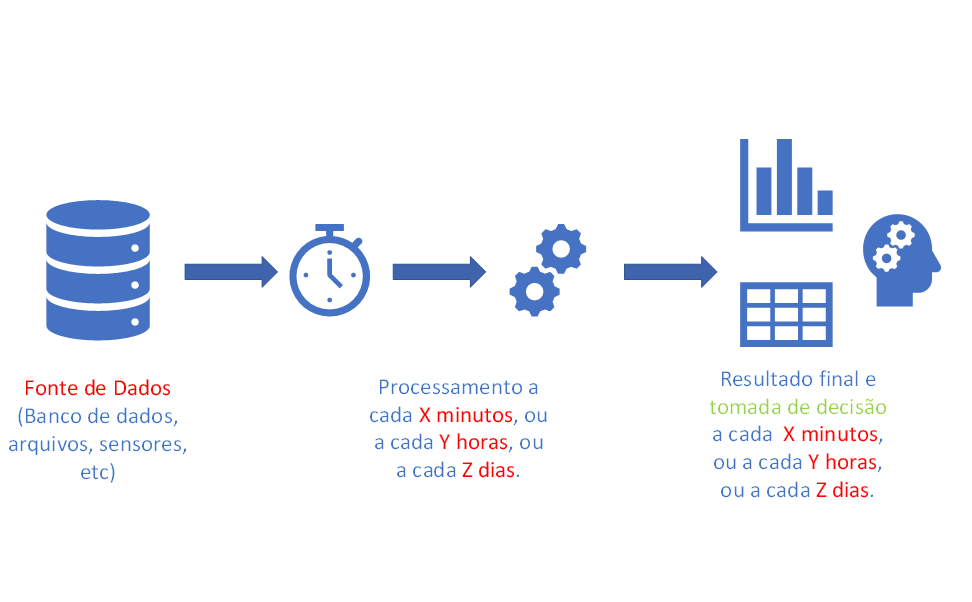 Fonte de Dados
(Banco de dados,
arquivos, sensores,
etc)
Processamento a
cada X minutos, ou
a cada Y horas, ou
a cada Z dias.
Resultado final e
tomada de decisão
a cada X minutos,
ou a cada Y horas,
ou a cada Z dias.